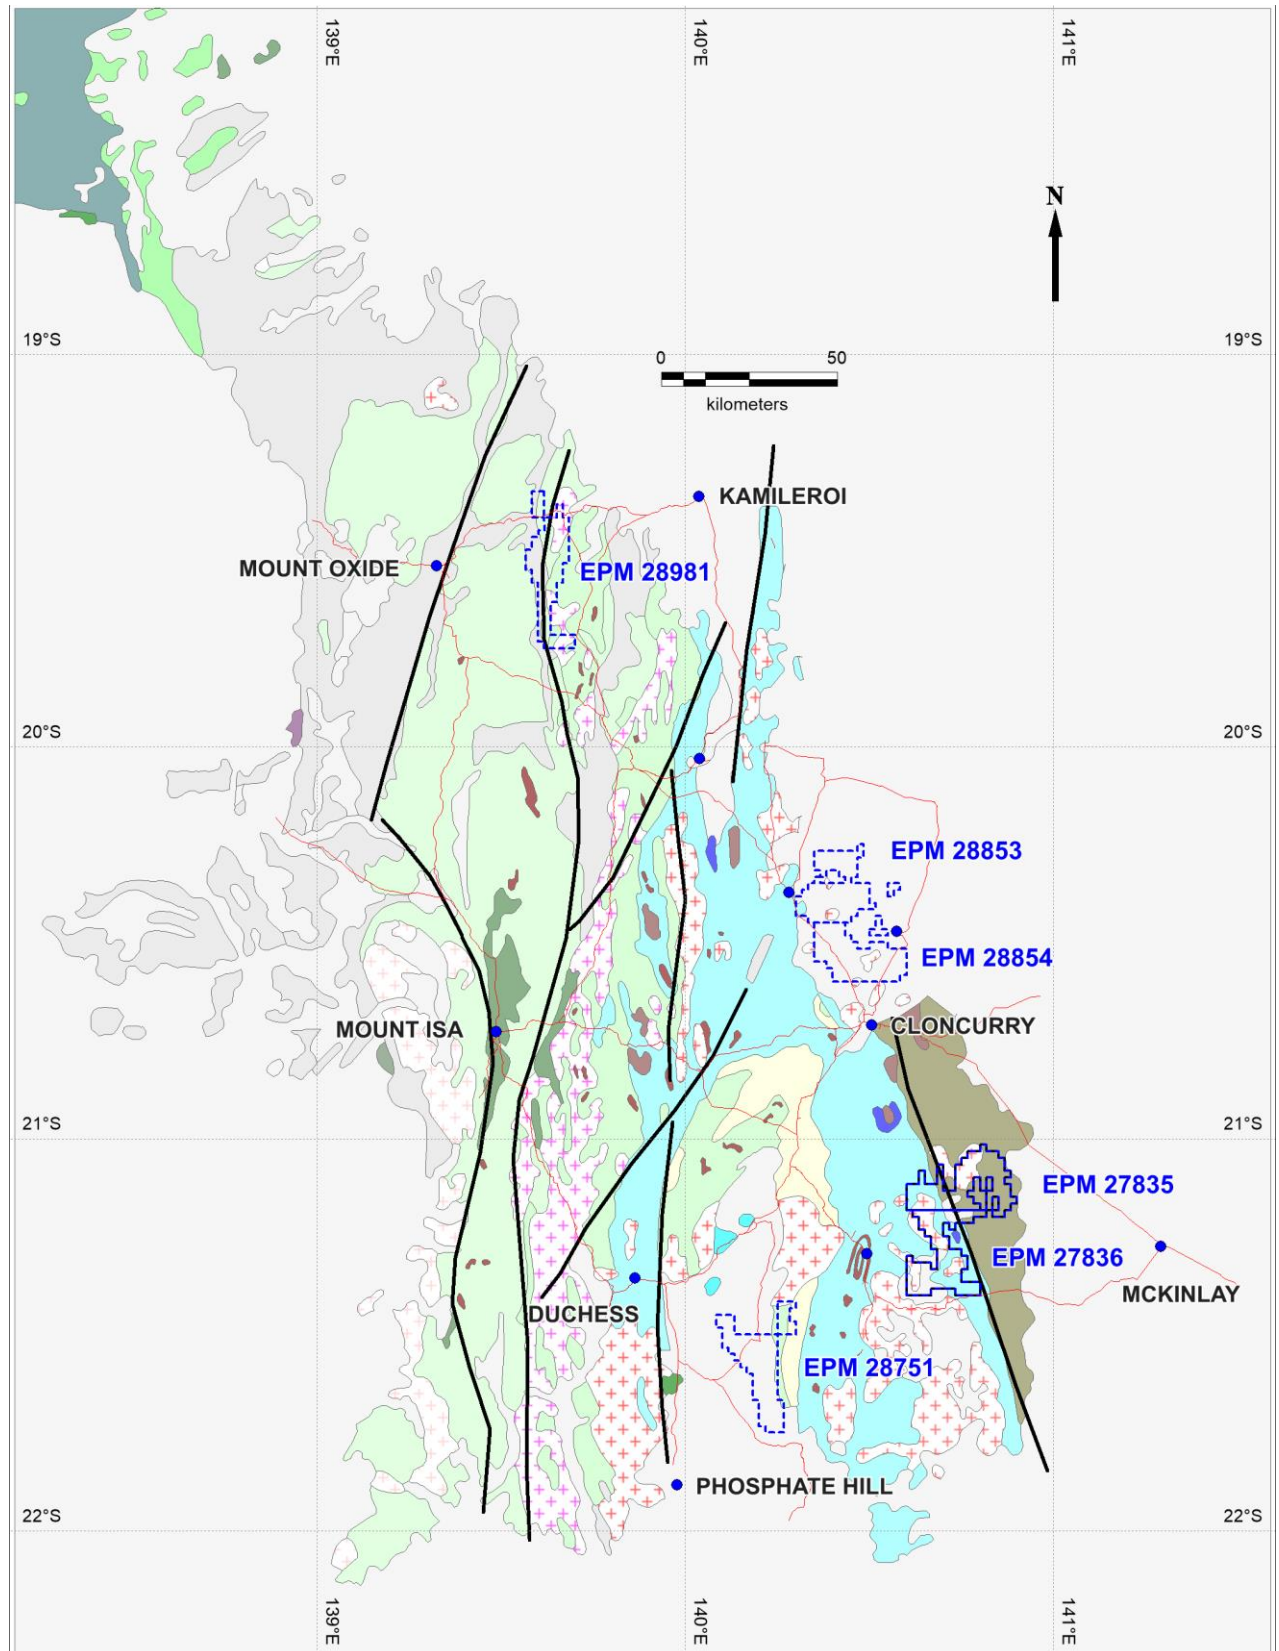 139°E
140°E
141°E
N
19°S
19°S
0
50
kilometers
KAMILEROI
MOUNT OXIDE
EPM 28981
20°S
20°S
EPM 28853
EPM 28854
MOUNT ISA
CLONCURRY
21°S
21°S
EPM 27835
EPM 27836
MCKINLAY
DUCHESS
EPM 28751
PHOSPHATE HILL
22°S
22°S
139°E
140°E
141°E